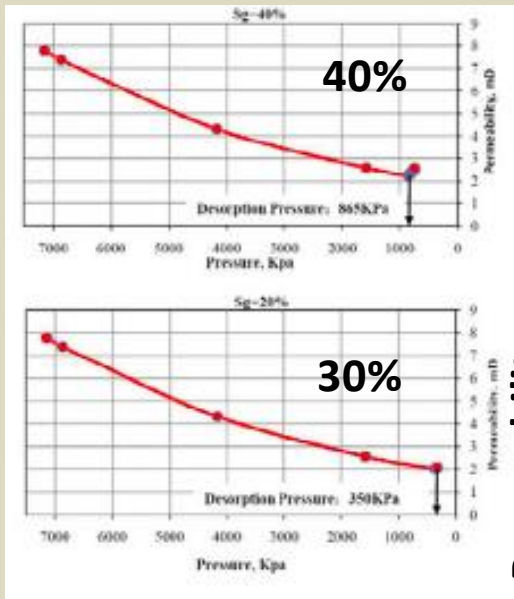 Sg=40%
40%
9
8
7
6
5
4
3
2
1
0
Permeability, mD
Desorption Pressure: 865KPa
7000 6000 5000 4000 3000 2000 1000 0
Pressure, Kpa
Sg=20%
30%
9
8
7
6
5
4
3
2
1
0
Permeability, mD
Desorption Pressure: 350KPa
7000 6000 5000 4000 3000 2000 1000 0
Pressure, Kpa